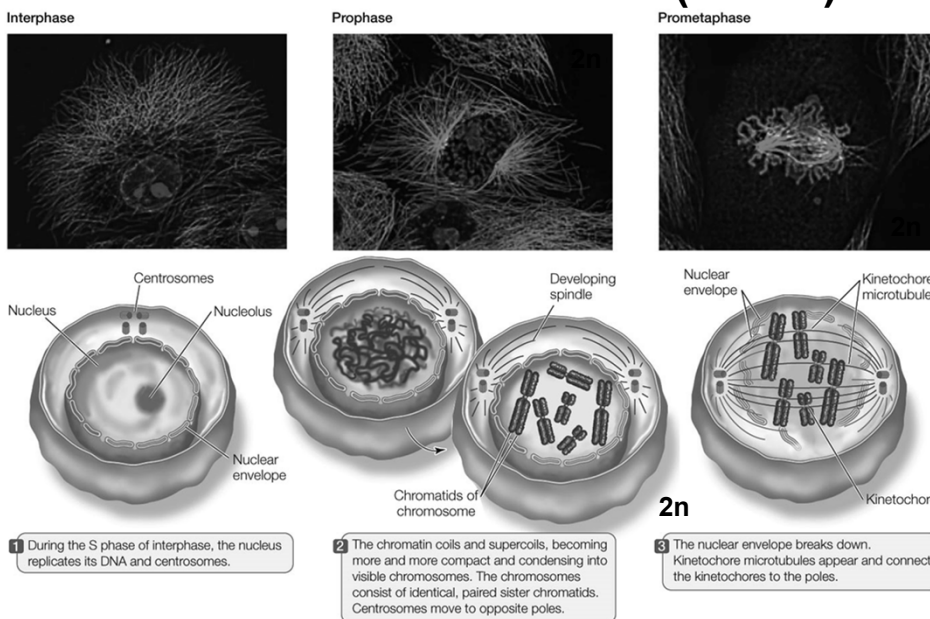 Interphase
Prophase
Prometaphase
2n
2n
Centrosomes
Nucleus
Nucleolus
Nuclear
envelope
Developing
spindle
Chromatids of
chromosome
2n
Nuclear
envelope
Kinetochore
microtubule
Kinetochor
1 During the S phase of interphase, the nucleus
replicates its DNA and centrosomes.
2 The chromatin coils and supercoils, becoming
more and more compact and condensing into
visible chromosomes. The chromosomes
consist of identical, paired sister chromatids.
Centrosomes move to opposite poles.
3 The nuclear envelope breaks down.
Kinetochore microtubules appear and connect
the kinetochores to the poles.